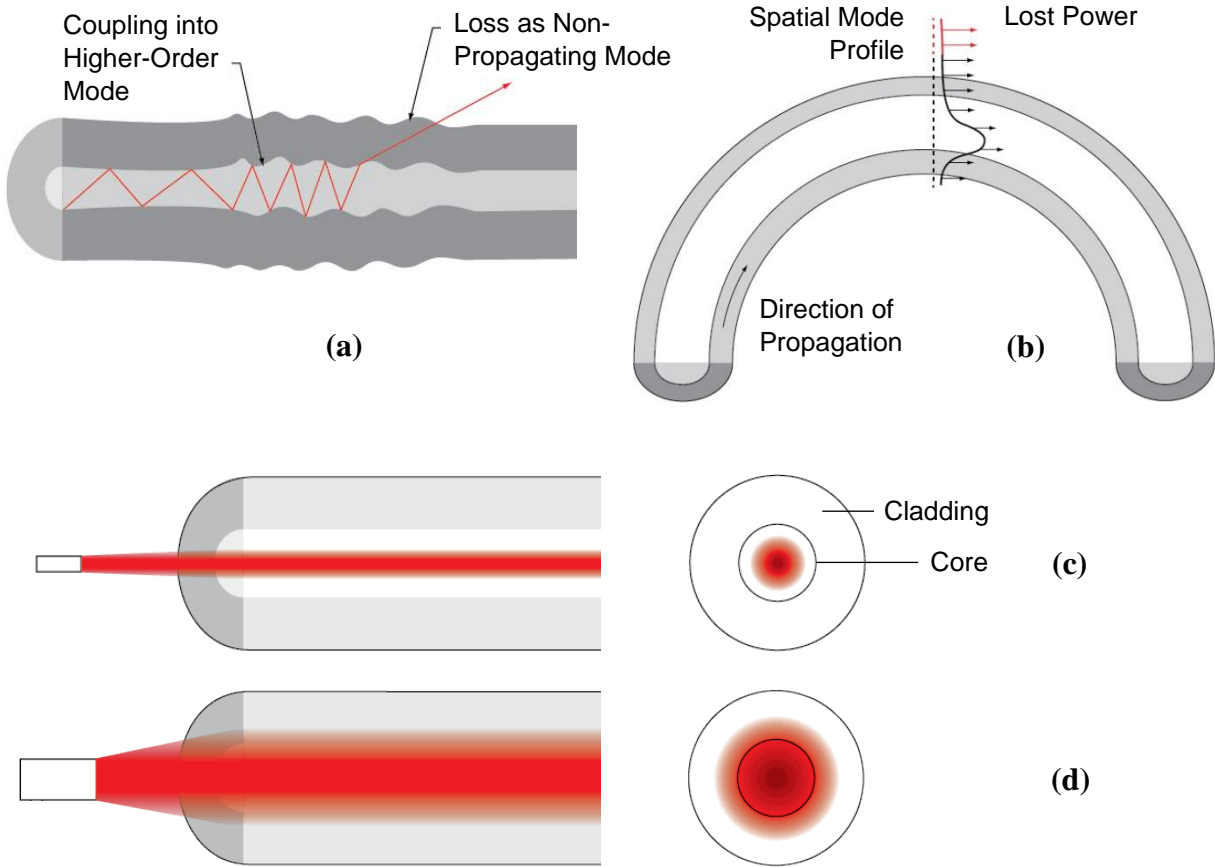 Coupling into
Higher-Order
Mode
Loss as Non-
Propagating Mode
(a)
Spatial Mode
Profile
Lost Power
Direction of
Propagation
(b)
Cladding
Core
(c)
(d)